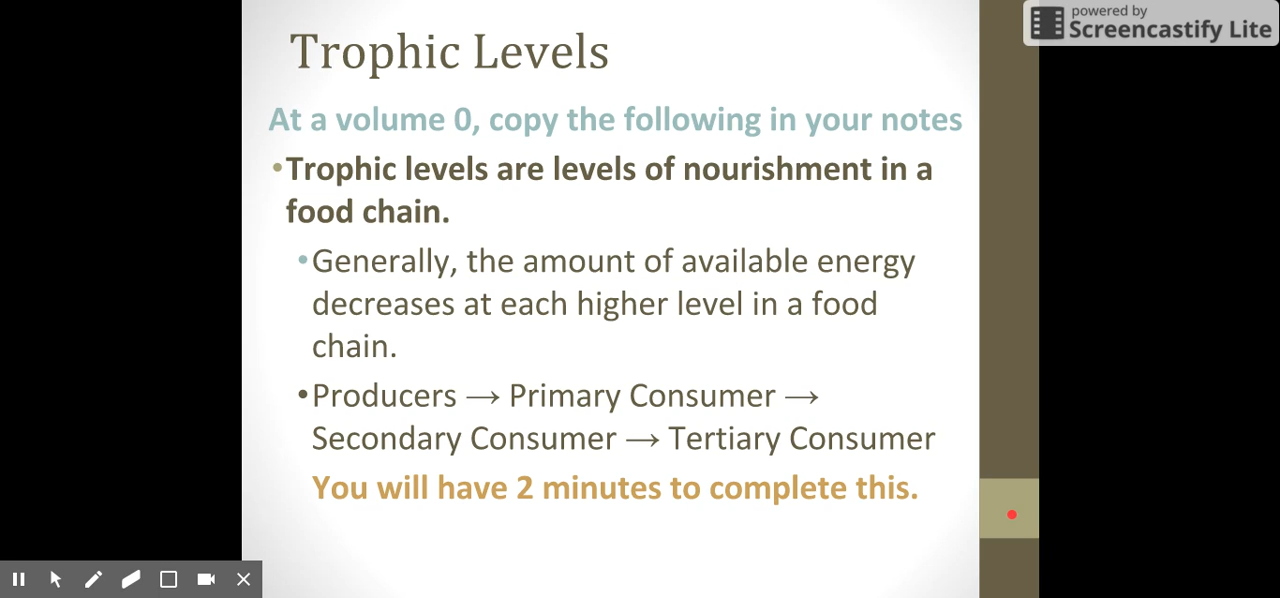 powered by
Screencastify Lite
Trophic Levels
At a volume 0, copy the following in your notes
•Trophic levels are levels of nourishment in a
food chain.
•Generally, the amount of available energy
decreases at each higher level in a food
chain.
•Producers → Primary Consumer →
Secondary Consumer → Tertiary Consumer
You will have 2 minutes to complete this.